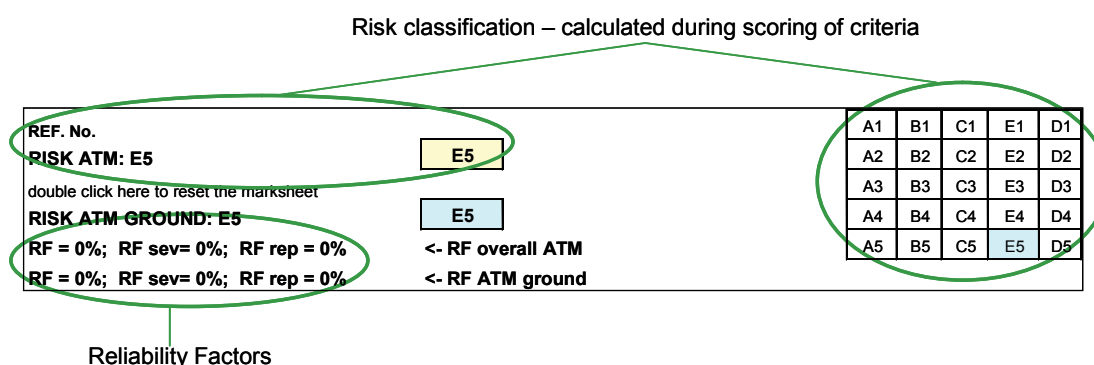 Risk classification – calculated during scoring of criteria
REF. No.
RISK ATM: E5
E5
double click here to reset the marksheet
RISK ATM GROUND: E5
E5
RF = 0%; RF sev= 0%; RF rep = 0%
<- RF overall ATM
RF = 0%; RF sev= 0%; RF rep = 0%
<- RF ATM ground
A1 B1 C1 E1 D1
A2 B2 C2 E2 D2
A3 B3 C3 E3 D3
A4 B4 C4 E4 D4
A5 B5 C5 E5 D5
Reliability Factors